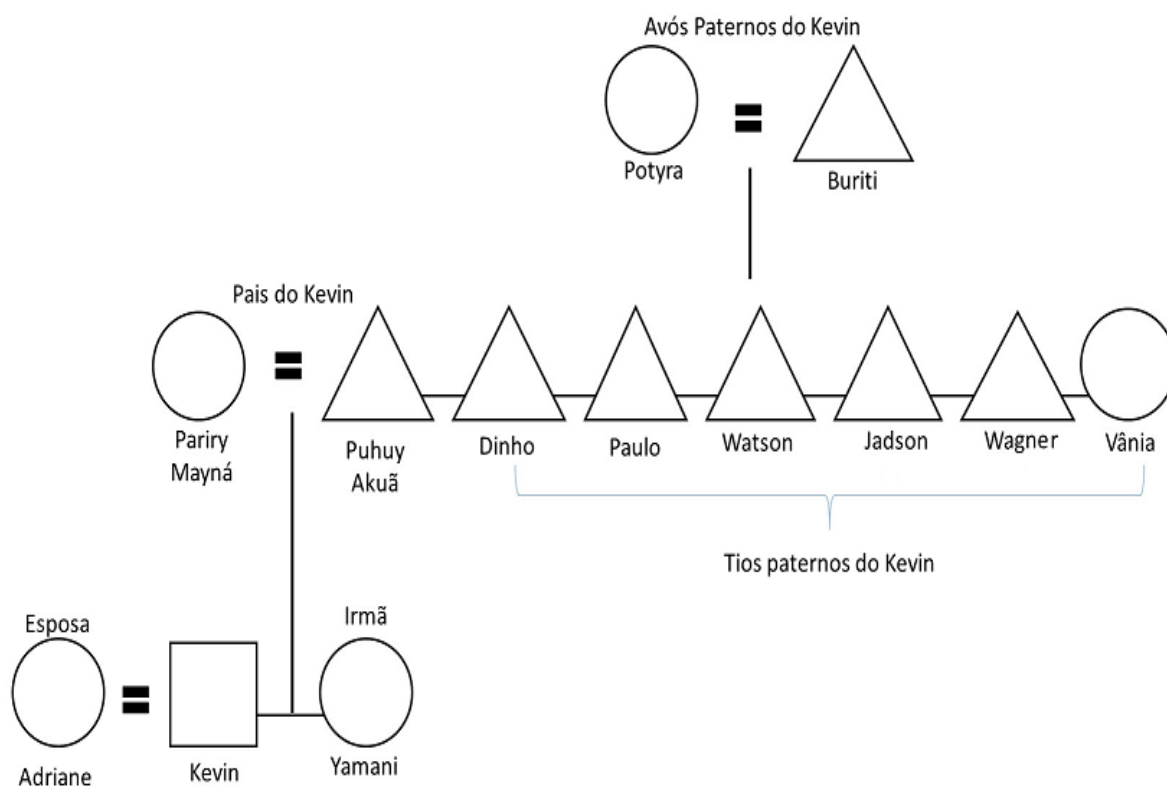 Avós Paternos do Kevin
Potyra
Buriti
Pais do Kevin
Pariry
Mayná
Puhuy
Akuã
Dinho
Paulo
Watson
Jadson
Wagner
Vânia
Tios paternos do Kevin
Esposa
Irmã
Adriane
Kevin
Yamani